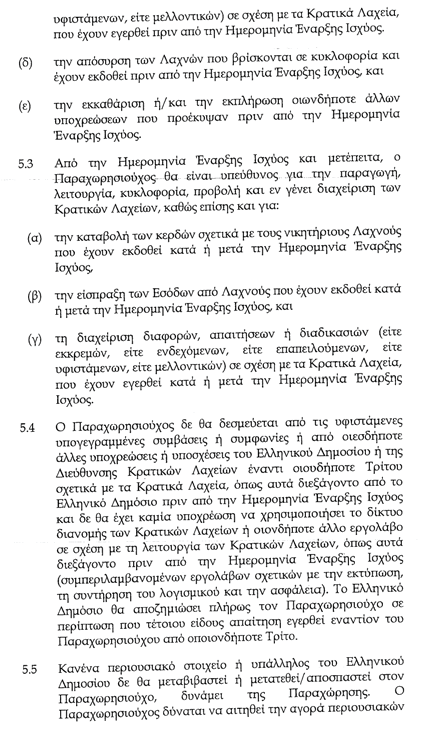 υφιστάμενων, είτε μελλοντικών) σε σχέση με τα Κρατικά Λαχεία,
που έχουν εγερθεί πριν από την Ημερομηνία Έναρξης Ισχύος.
(δ) την απόσυρση των Λαχνών που βρίσκονται σε κυκλοφορία και
έχουν εκδοθεί πριν από την Ημερομηνία Έναρξης Ισχύος, και
(ε) την εκκαθάριση ή/και την εκπλήρωση οιωνδήποτε άλλων
υποχρεώσεων που προέκυψαν πριν από την Ημερομηνία
Έναρξης Ισχύος.
5.3 Από την Ημερομηνία Έναρξης Ισχύος και μετέπειτα, ο
Παραχωρησιούχος θα είναι υπεύθυνος για την παραγωγή,
λειτουργία, κυκλοφορία, προβολή και εν γένει διαχείριση των
Κρατικών Λαχείων, καθώς επίσης και για:
(α) την καταβολή των κερδών σχετικά με τους νικητήριους Λαχνούς
που έχουν εκδοθεί κατά ή μετά την Ημερομηνία Έναρξης
Ισχύος,
(β) την είσπραξη των Εσόδων από Λαχνούς που έχουν εκδοθεί κατά
ή μετά την Ημερομηνία Έναρξης Ισχύος, και
(γ) τη διαχείριση διαφορών, απαιτήσεων ή διαδικασιών (είτε
εκκρεμών, είτε ενδεχόμενων, είτε επαπειλούμενων, είτε
υφιστάμενων, είτε μελλοντικών) σε σχέση με τα Κρατικά Λαχεία,
που έχουν εγερθεί κατά ή μετά την Ημερομηνία Έναρξης
Ισχύος.
5.4 Ο Παραχωρησιούχος δε θα δεσμεύεται από τις υφιστάμενες
υπογεγραμμένες συμβάσεις ή συμφωνίες ή από οιεσδήποτε
άλλες υποχρεώσεις ή υποσχέσεις του Ελληνικού Δημοσίου ή της
Διεύθυνσης Κρατικών Λαχείων έναντι οιουδήποτε Τρίτου
σχετικά με τα Κρατικά Λαχεία, όπως αυτά διεξάγοντο από το
Ελληνικό Δημόσιο πριν από την Ημερομηνία Έναρξης Ισχύος
και δε θα έχει καμία υποχρέωση να χρησιμοποιήσει το δίκτυο
διανομής των Κρατικών Λαχείων ή οιονδήποτε άλλο εργολάβο
σε σχέση με τη λειτουργία των Κρατικών Λαχείων, όπως αυτά
διεξάγοντο πριν από την Ημερομηνία Έναρξης Ισχύος
(συμπεριλαμβανομένων εργολάβων σχετικών με την εκτύπωση,
τη συντήρηση του λογισμικού και την ασφάλεια). Το Ελληνικό
Δημόσιο θα αποζημιώσει πλήρως τον Παραχωρησιούχο σε
περίπτωση που τέτοιου είδους απαίτηση εγερθεί εναντίον του
Παραχωρησιούχου από οποιονδήποτε Τρίτο.
5.5 Κανένα περιουσιακό στοιχείο ή υπάλληλος του Ελληνικού
Δημοσίου δε θα μεταβιβαστεί ή μετατεθεί/αποσπαστεί στον
Παραχωρησιούχο, δυνάμει της Παραχώρησης. Ο
Παραχωρησιούχος δύναται να αιτηθεί την αγορά περιουσιακών